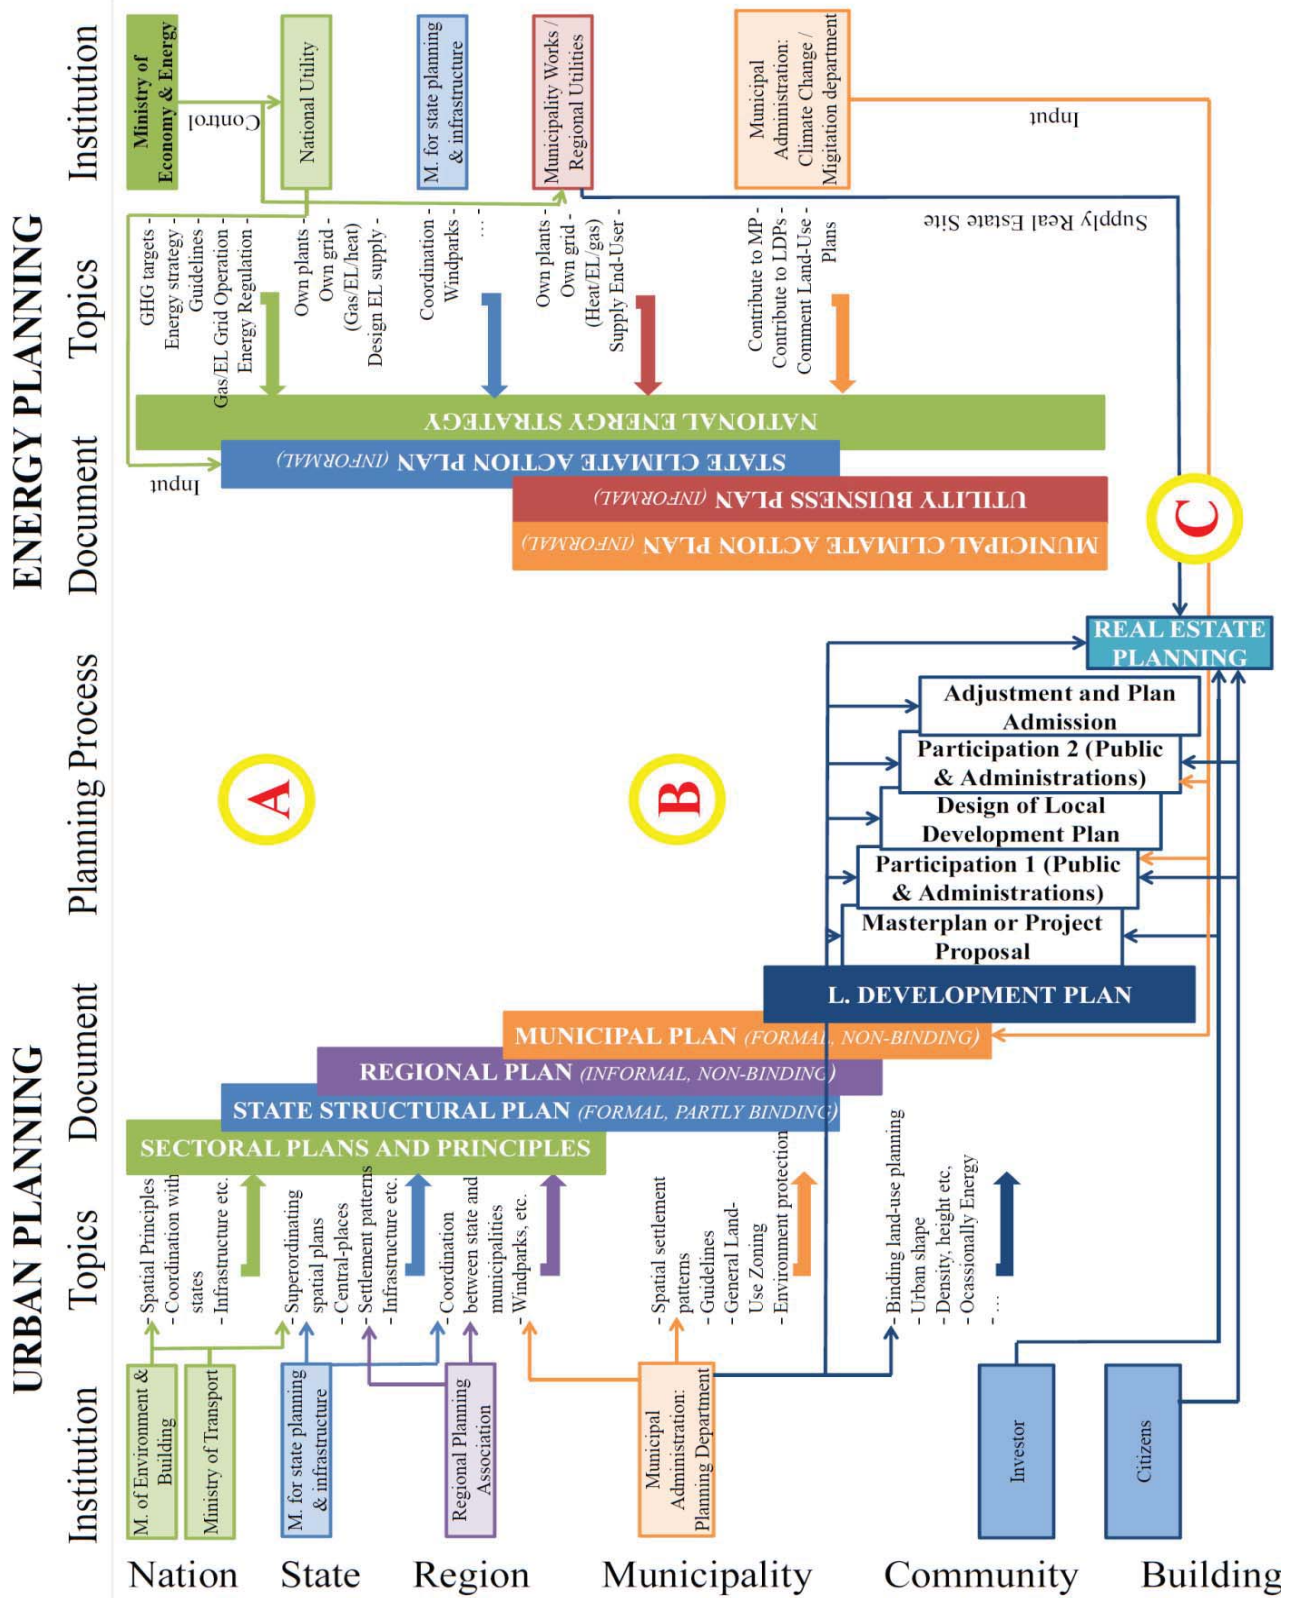 URBAN PLANNING
ENERGY PLANNING
Institution
Topics
Document
Planning Process
Document
Topics
Institution
Nation
State
Region
Municipality
Community
Building
M. of Environment &
Building
Ministry of Transport
M. for state planning
& infrastructure
Regional Planning
Association
Municipal
Administration:
Planning Department
Investor
Citizens
- Spatial Principles
- Coordination with
states
- Infrastructure etc.
- Superordinating
spatial plans
- Central-places
- Settlement patterns
- Infrastructure etc.
- Coordination
between state and
municipalities
- Windparks, etc.
- Spatial settlement
patterns
- Guidelines
- General Land-
Use Zoning
- Environment protection
- Binding land-use planning
- Urban shape
- Density, height etc,
- Ocassionally Energy
- ...
SECTORAL PLANS AND PRINCIPLES
STATE STRUCTURAL PLAN (FORMAL, PARTLY BINDING)
REGIONAL PLAN (INFORMAL, NON-BINDING)
MUNICIPAL PLAN (FORMAL, NON-BINDING)
L. DEVELOPMENT PLAN
Masterplan or Project
Proposal
Participation 1 (Public
& Administrations)
Design of Local
Development Plan
Participation 2 (Public
& Administrations)
Adjustment and Plan
Admission
REAL ESTATE
PLANNING
A
B
C
MUNICIPAL CLIMATE ACTION PLAN (INFORMAL)
UTILITY BUISNESS PLAN (INFORMAL)
STATE CLIMATE ACTION PLAN (INFORMAL)
NATIONAL ENERGY STRATEGY
Input
GHG targets -
Energy strategy -
Guidelines -
Gas/EL Grid Operation -
Energy Regulation -
Own plants -
Own grid -
(Gas/EL/heat)
Design EL supply -
Coordination -
Windparks -
... -
Own plants -
Own grid -
(Heat/EL/gas)
Supply End-User -
Contribute to MP -
Contribute to LDPs -
Comment Land-Use -
Plans
Ministry of
Economy & Energy
Control
National Utility
M. for state planning
& infrastructure
Municipality Works /
Regional Utilities
Municipal
Administration:
Climate Change /
Migitation department
Input
Supply Real Estate Site